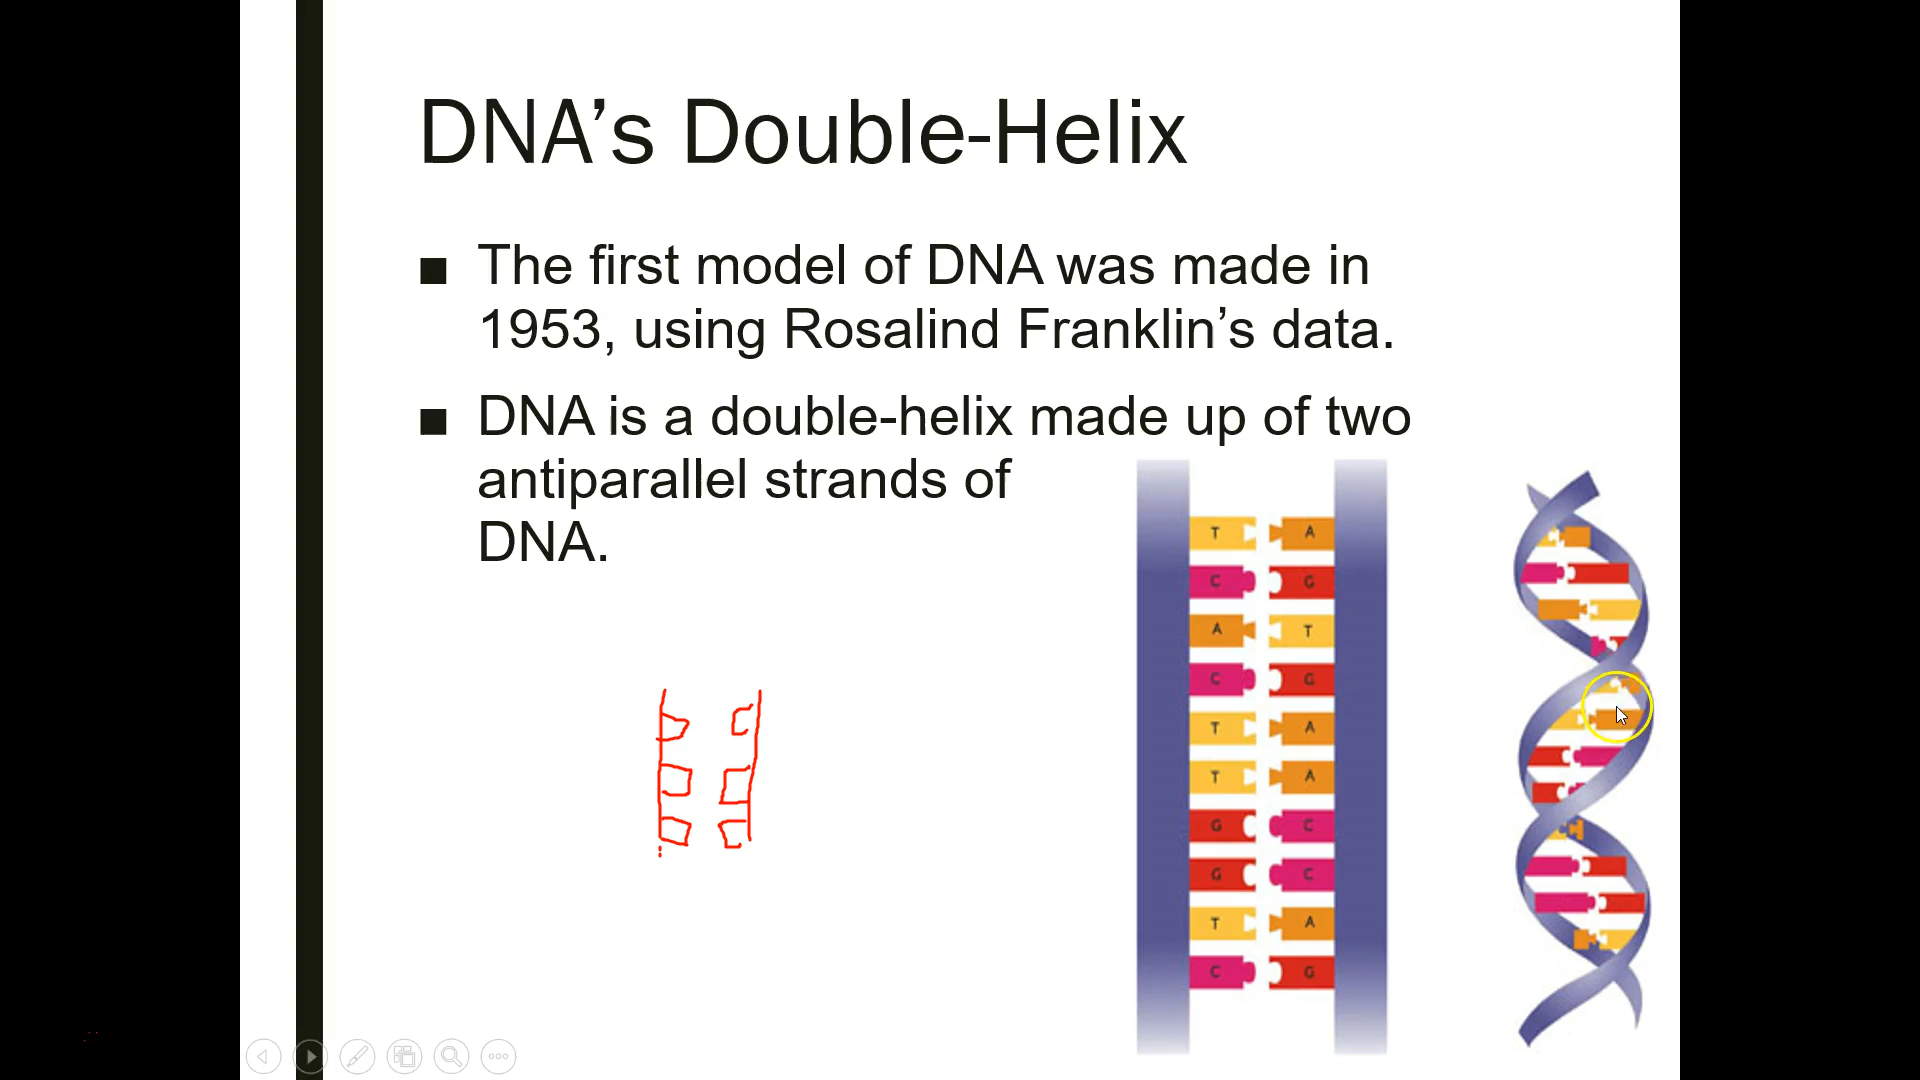 DNA’s Double-Helix
■ The first model of DNA was made in
1953, using Rosalind Franklin’s data.
■ DNA is a double-helix made up of two
antiparallel strands of
DNA.
T A
C G
A T
C G
T A
T A
G C
G C
T A
C G